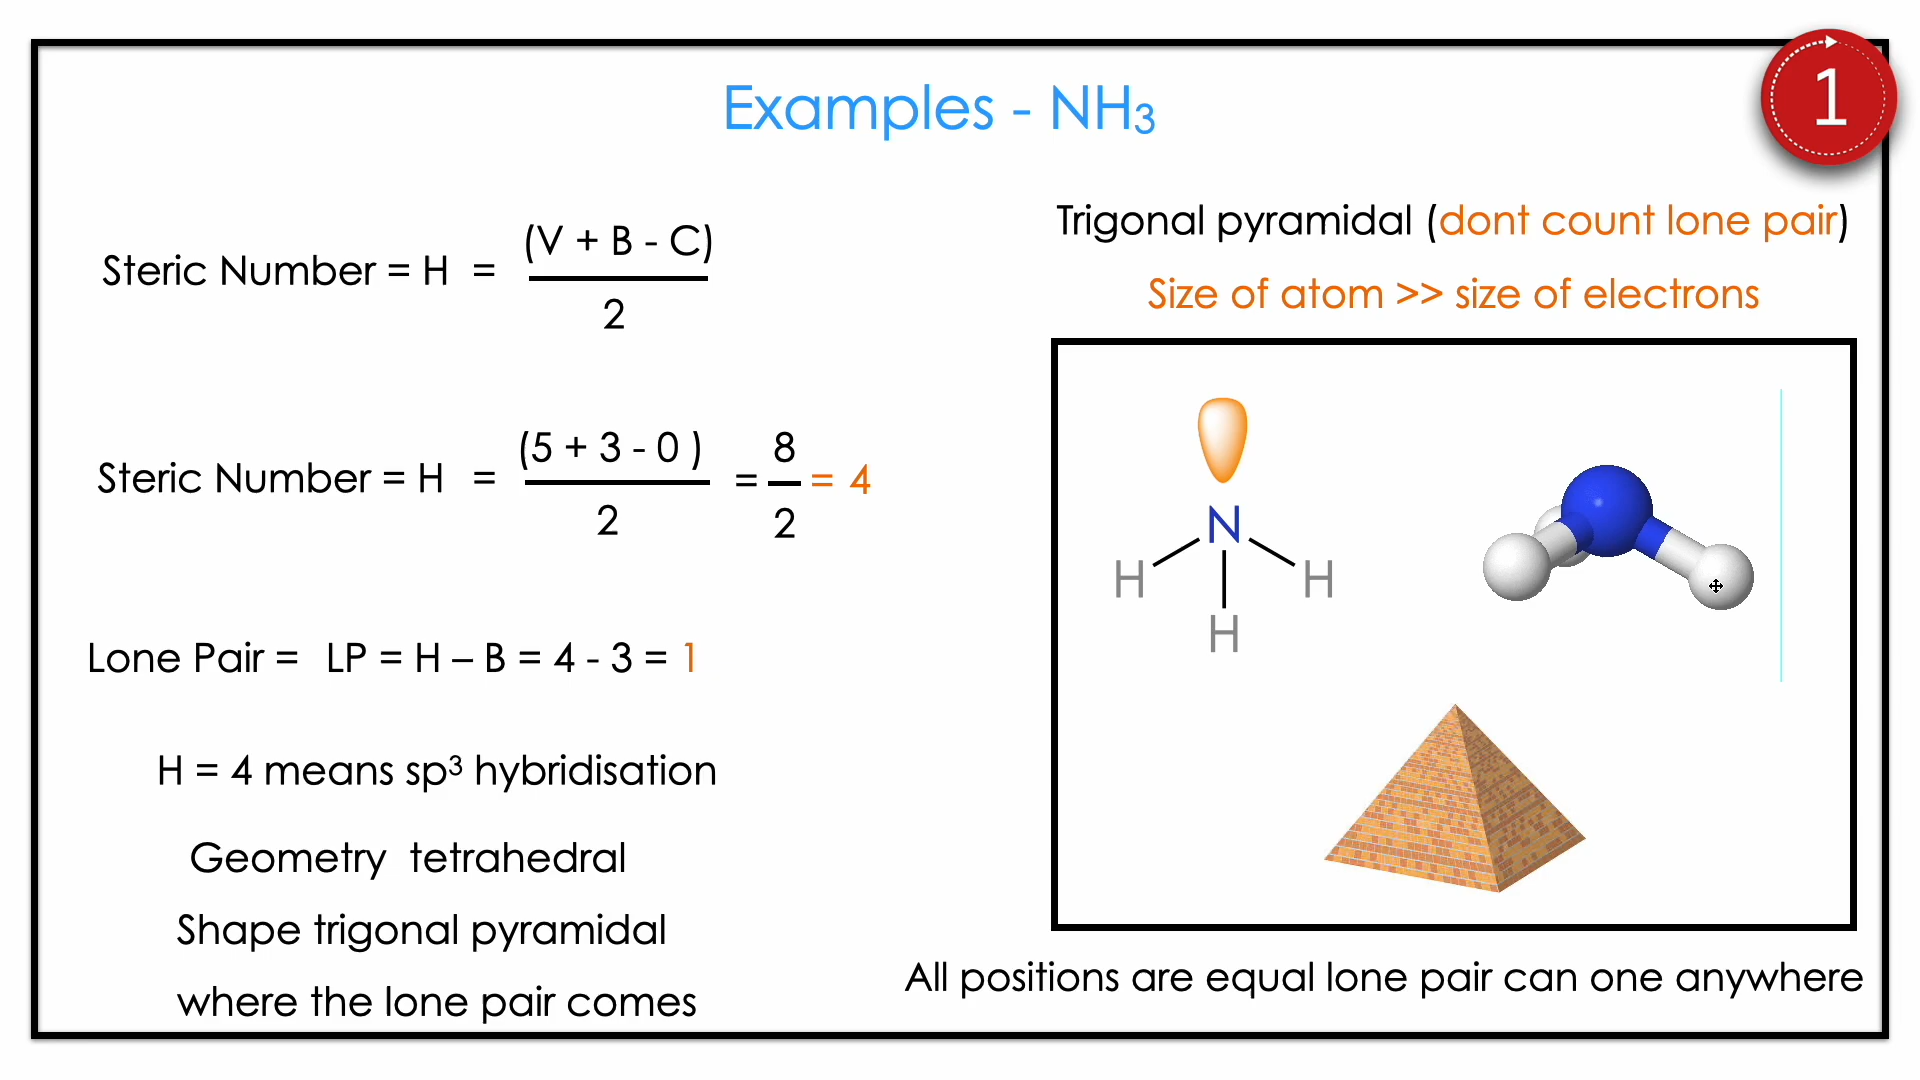 Examples - NH₃
1
Steric Number = H = (V + B - C)
2
Steric Number = H = (5 + 3 - 0 ) = 8 = 4
2 2
Lone Pair = LP = H – B = 4 - 3 = 1
H = 4 means sp³ hybridisation
Geometry tetrahedral
Shape trigonal pyramidal
where the lone pair comes
Trigonal pyramidal (dont count lone pair)
Size of atom >> size of electrons
N
H H
H
All positions are equal lone pair can one anywhere